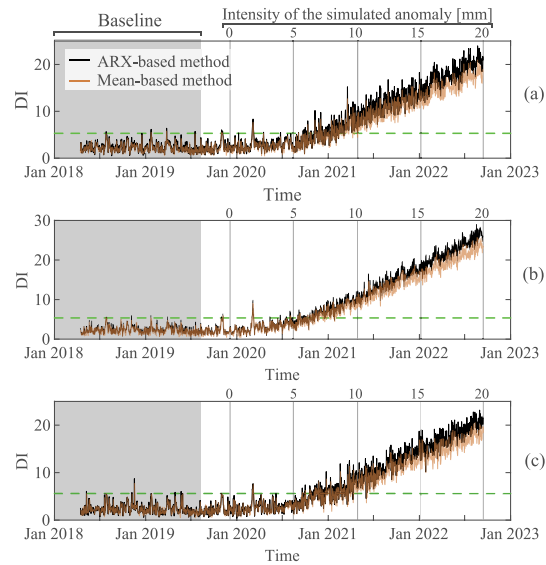 Baseline
Intensity of the simulated anomaly [mm]
0 5 10 15 20
20
ARX-based method
Mean-based method
DI
10
(a)
0
Jan 2018 Jan 2019 Jan 2020 Jan 2021 Jan 2022 Jan 2023
Time
0 5 10 15 20
30
20
DI
(b)
10
0
Jan 2018 Jan 2019 Jan 2020 Jan 2021 Jan 2022 Jan 2023
Time
0 5 10 15 20
20
DI
(c)
10
0
Jan 2018 Jan 2019 Jan 2020 Jan 2021 Jan 2022 Jan 2023
Time